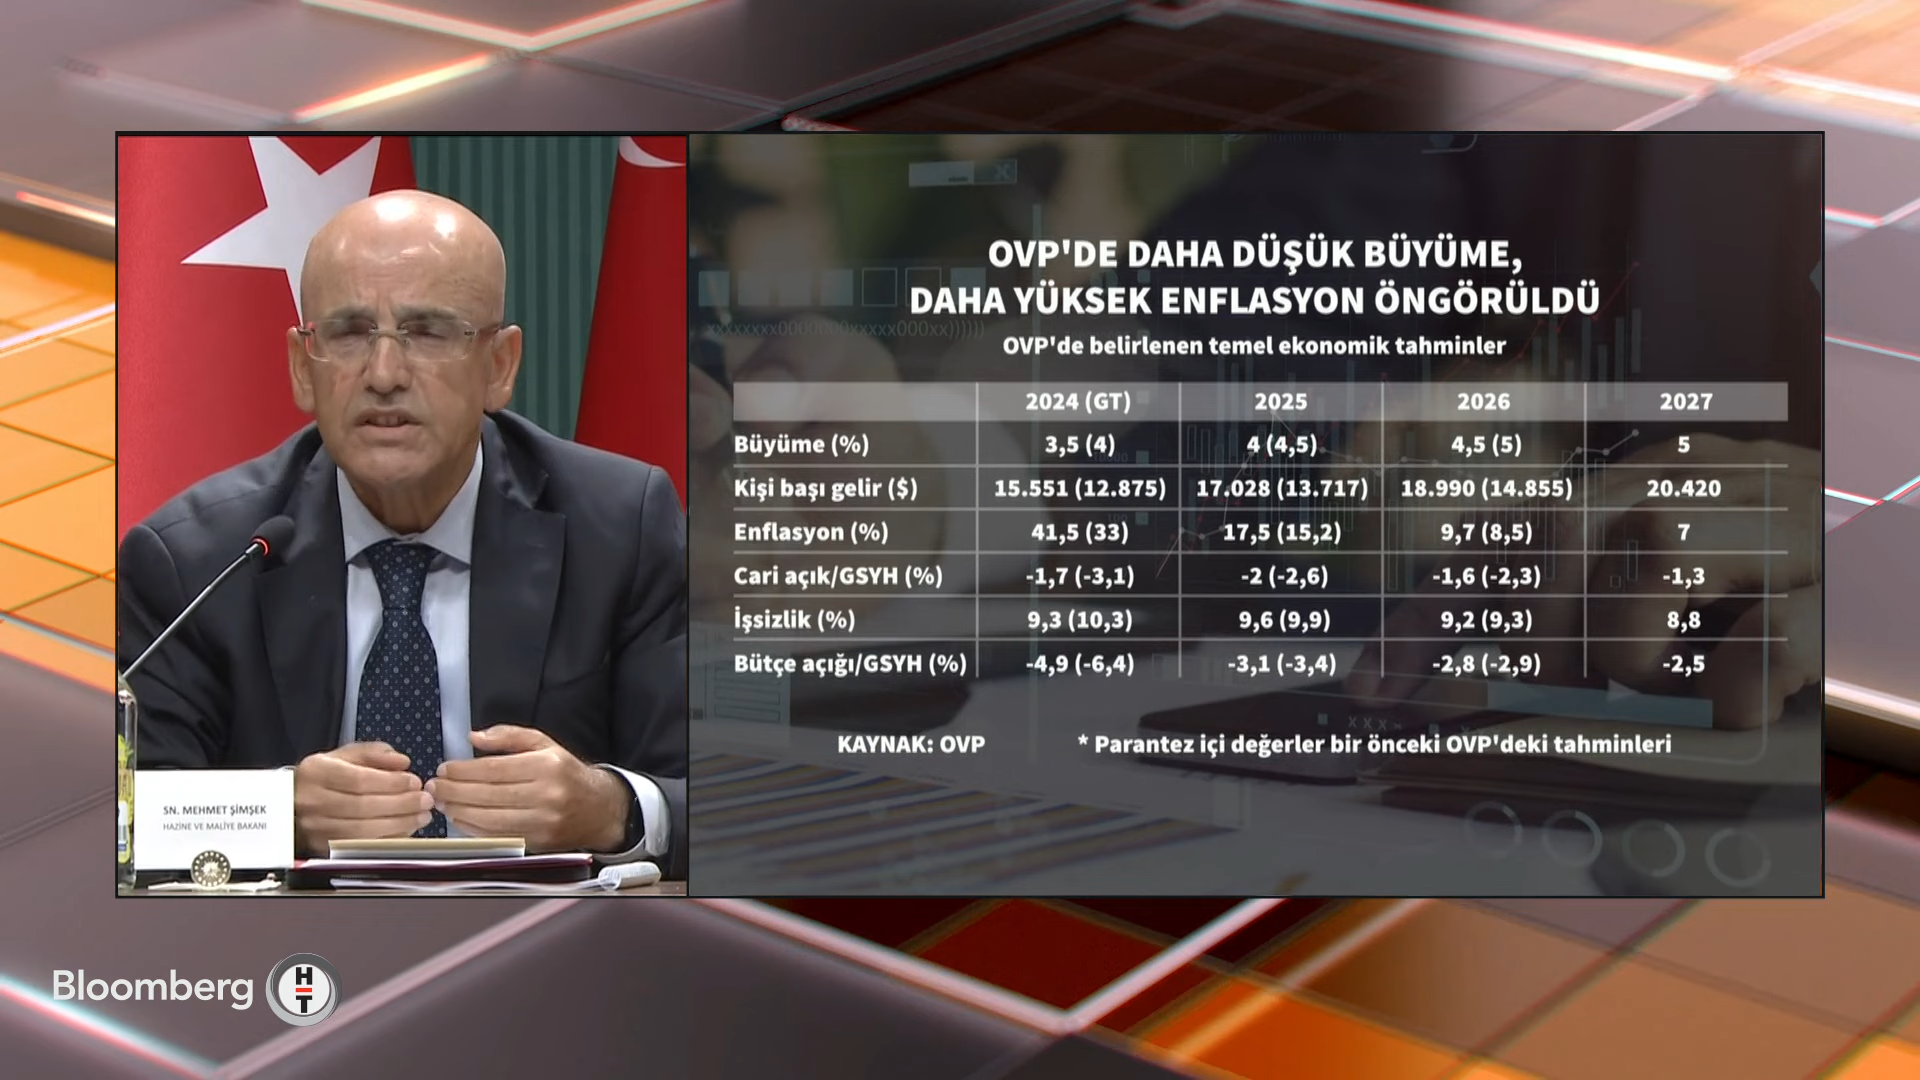 OVP'DE DAHA DÜŞÜK BÜYÜME,
DAHA YÜKSEK ENFLASYON ÖNGÖRÜLDÜ
OVP'de belirlenen temel ekonomik tahminler
2024 (GT) 2025 2026 2027
Büyüme (%) 3,5 (4) 4 (4,5) 4,5 (5) 5
Kişi başı gelir ($) 15.551 (12.875) 17.028 (13.717) 18.990 (14.855) 20.420
Enflasyon (%) 41,5 (33) 17,5 (15,2) 9,7 (8,5) 7
Cari açık/GSYH (%) -1,7 (-3,1) -2 (-2,6) -1,6 (-2,3) -1,3
İşsizlik (%) 9,3 (10,3) 9,6 (9,9) 9,2 (9,3) 8,8
Bütçe açığı/GSYH (%) -4,9 (-6,4) -3,1 (-3,4) -2,8 (-2,9) -2,5
KAYNAK: OVP * Parantez içi değerler bir önceki OVP'deki tahminleri
SN. MEHMET ŞİMŞEK
HAZİNE VE MALİYE BAKANI
Bloomberg HT